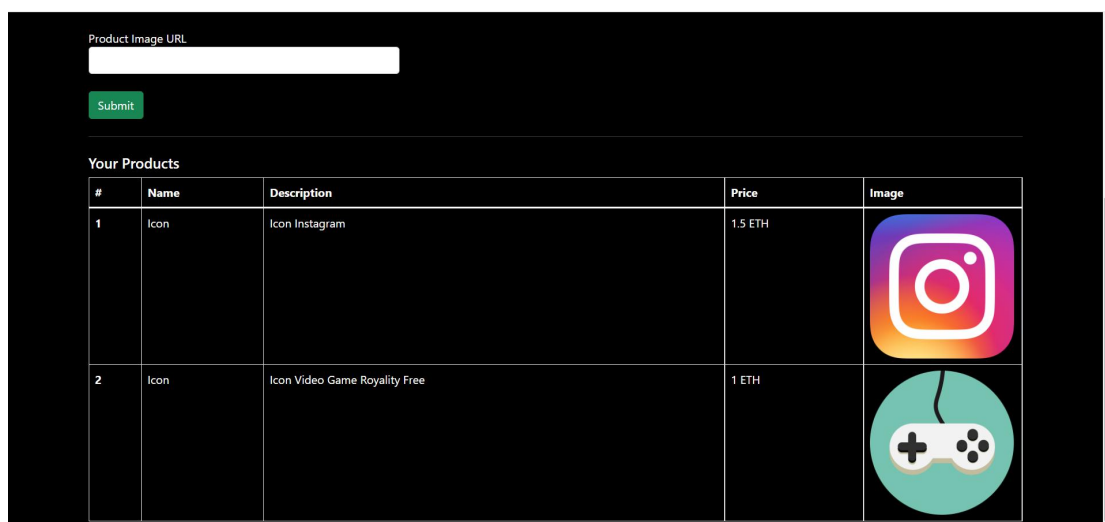 Product Image URL
Submit
Your Products
# Name Description Price Image
1 Icon Icon Instagram 1.5 ETH
2 Icon Icon Video Game Royality Free 1 ETH